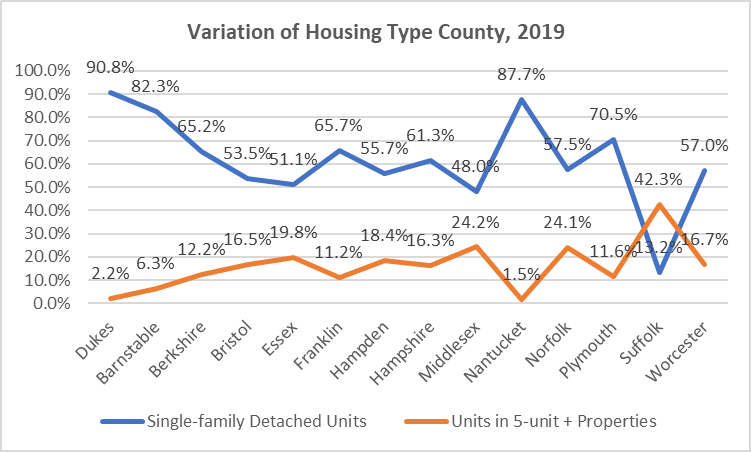 Variation of Housing Type County, 2019
100.0%
90.0%
80.0%
70.0%
60.0%
50.0%
40.0%
30.0%
20.0%
10.0%
0.0%
90.8% 82.3% 65.2% 53.5% 51.1% 65.7% 55.7% 61.3% 48.0% 87.7% 57.5% 70.5% 13.2% 57.0%
2.2% 6.3% 12.2% 16.5% 19.8% 11.2% 18.4% 16.3% 24.2% 1.5% 24.1% 11.6% 42.3% 16.7%
Dukes
Barnstable
Berkshire
Bristol
Essex
Franklin
Hampden
Hampshire
Middlesex
Nantucket
Norfolk
Plymouth
Suffolk
Worcester
Single-family Detached Units Units in 5-unit + Properties